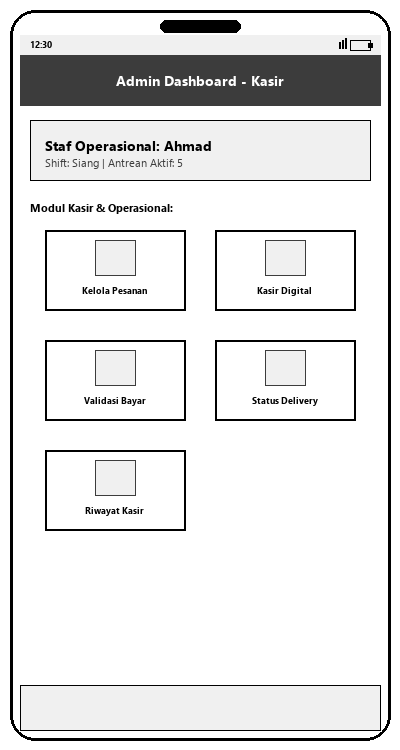 12:30
Admin Dashboard - Kasir
Staf Operasional: Ahmad
Shift: Siang | Antrean Aktif: 5
Modul Kasir & Operasional:
Kelola Pesanan
Kasir Digital
Validasi Bayar
Status Delivery
Riwayat Kasir